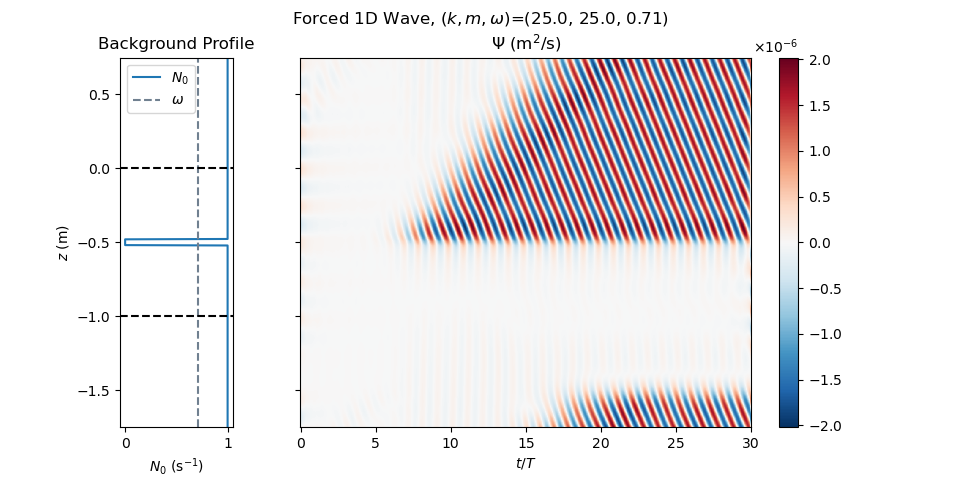 Forced 1D Wave, (k, m, ω)=(25.0, 25.0, 0.71)
Background Profile
Ψ (m²/s)
×10⁻⁶
N₀
ω
0.5
0.0
−0.5
−1.0
−1.5
z (m)
0 1
N₀ (s⁻¹)
0 5 10 15 20 25 30
t/T
2.0
1.5
1.0
0.5
0.0
−0.5
−1.0
−1.5
−2.0